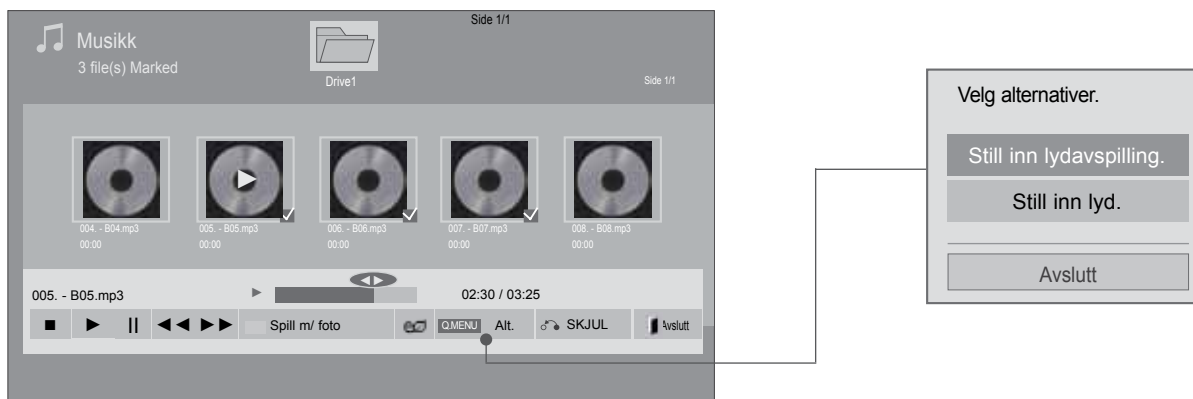 Side 1/1
Musikk
3 file(s) Marked
Drive1
Side 1/1
004. - B04.mp3
00:00
005. - B05.mp3
00:00
006. - B06.mp3
00:00
007. - B07.mp3
00:00
008. - B08.mp3
00:00
005. - B05.mp3
02:30 / 03:25
Spill m/ foto
Q.MENU Alt.
SKJUL
Avslutt
Velg alternativer.
Still inn lydavspilling.
Still inn lyd.
Avslutt